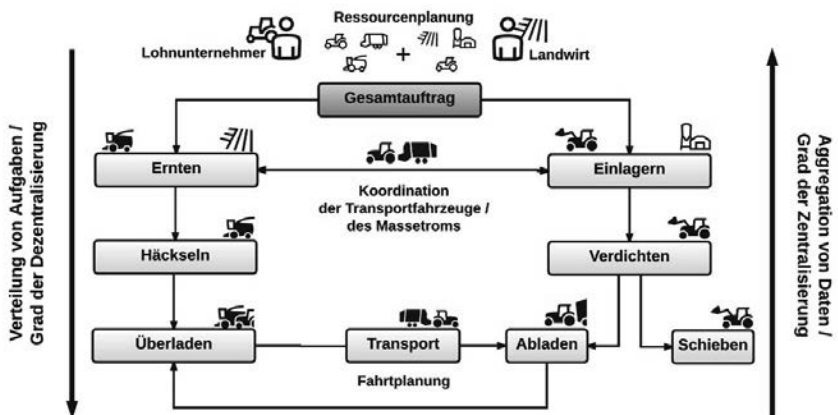 Ressourcenplanung
Lohnunternehmer
+
Landwirt
Gesamtauftrag
Verteilung von Aufgaben /
Grad der Dezentralisierung
Aggregation von Daten /
Grad der Zentralisierung
Ernten
Einlagern
Koordination
der Transportfahrzeuge /
des Massetroms
Häckseln
Verdichten
Überladen
Transport
Abladen
Schieben
Fahrtplanung